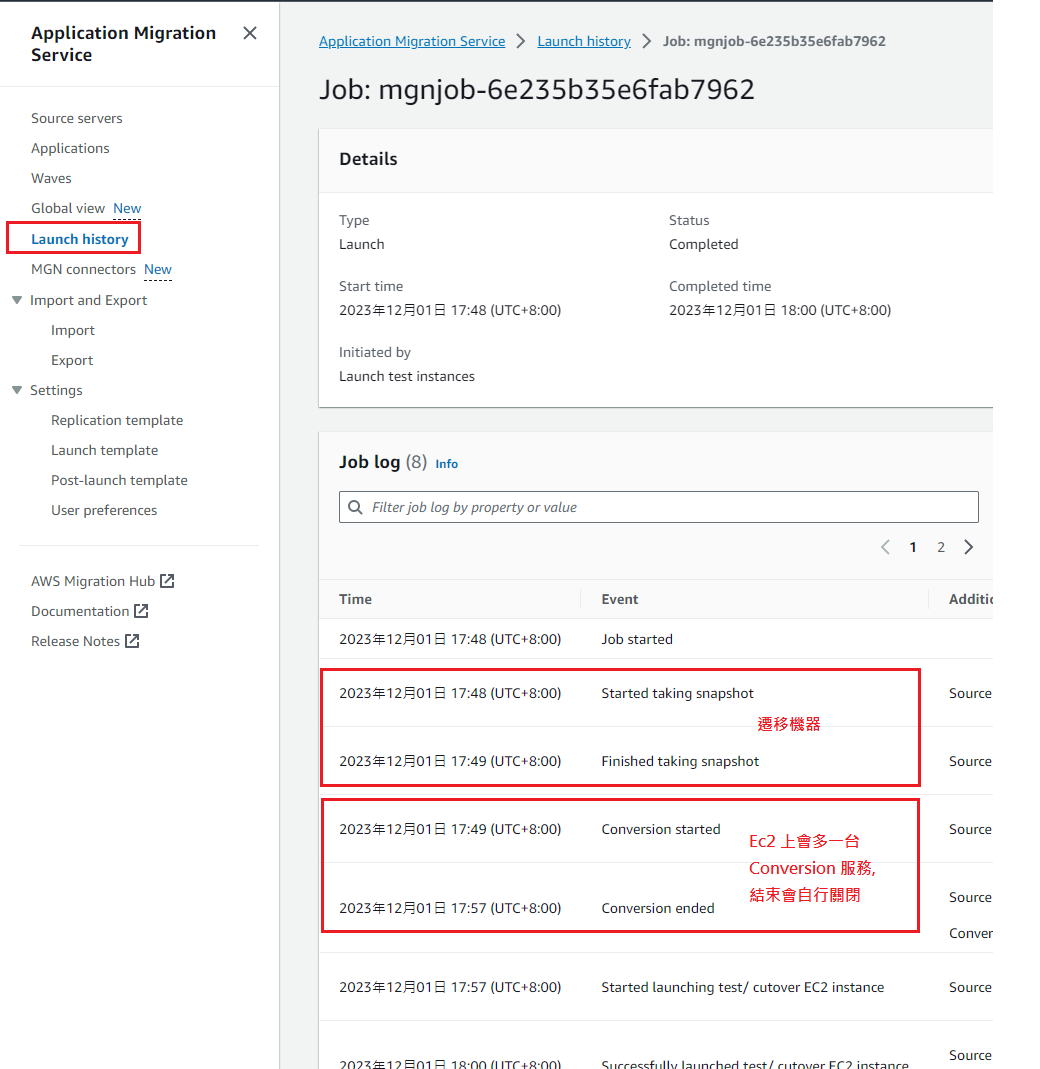 Application Migration
Service
Source servers
Applications
Waves
Global view New
Launch history
MGN connectors New
Import and Export
Import
Export
Settings
Replication template
Launch template
Post-launch template
User preferences
AWS Migration Hub
Documentation
Release Notes
Application Migration Service > Launch history > Job: mgnjob-6e235b35e6fab7962
Job: mgnjob-6e235b35e6fab7962
Details
Type
Launch
Status
Completed
Start time
2023年12月01日 17:48 (UTC+8:00)
Completed time
2023年12月01日 18:00 (UTC+8:00)
Initiated by
Launch test instances
Job log (8) Info
Filter job log by property or value
1 2
Time Event Additic
2023年12月01日 17:48 (UTC+8:00) Job started
2023年12月01日 17:48 (UTC+8:00) Started taking snapshot Source
遷移機器
2023年12月01日 17:49 (UTC+8:00) Finished taking snapshot Source
2023年12月01日 17:49 (UTC+8:00) Conversion started Source
Ec2 上會多一台
Conversion 服務,
結束會自行關閉
Source
2023年12月01日 17:57 (UTC+8:00) Conversion ended
Conver
2023年12月01日 17:57 (UTC+8:00) Started launching test/ cutover EC2 instance Source
Source
2023年12月01日 18:00 (UTC+8:00) Successfully launched test/ cutover EC2 instance